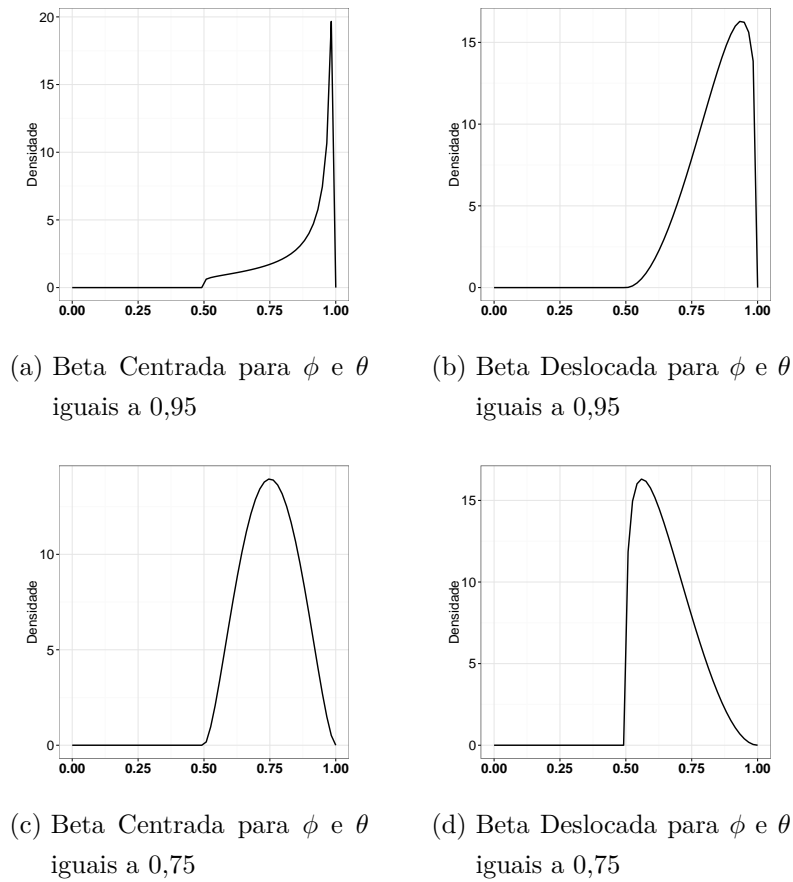 20
15
10
5
0
Densidade
0.00 0.25 0.50 0.75 1.00
(a) Beta Centrada para ϕ e θ
iguais a 0,95
15
10
5
0
Densidade
0.00 0.25 0.50 0.75 1.00
(b) Beta Deslocada para ϕ e θ
iguais a 0,95
10
5
0
Densidade
0.00 0.25 0.50 0.75 1.00
(c) Beta Centrada para ϕ e θ
iguais a 0,75
15
10
5
0
Densidade
0.00 0.25 0.50 0.75 1.00
(d) Beta Deslocada para ϕ e θ
iguais a 0,75